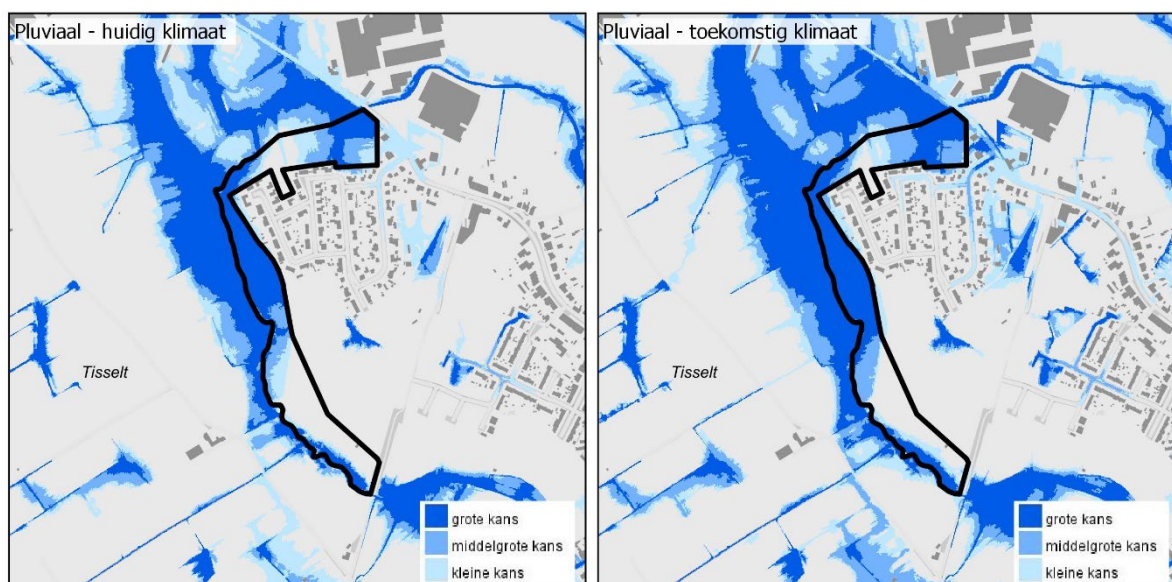 Pluviaal - huidig klimaat
Tisselt
grote kans
middelgrote kans
kleine kans
Pluviaal - toekomstig klimaat
Tisselt
grote kans
middelgrote kans
kleine kans